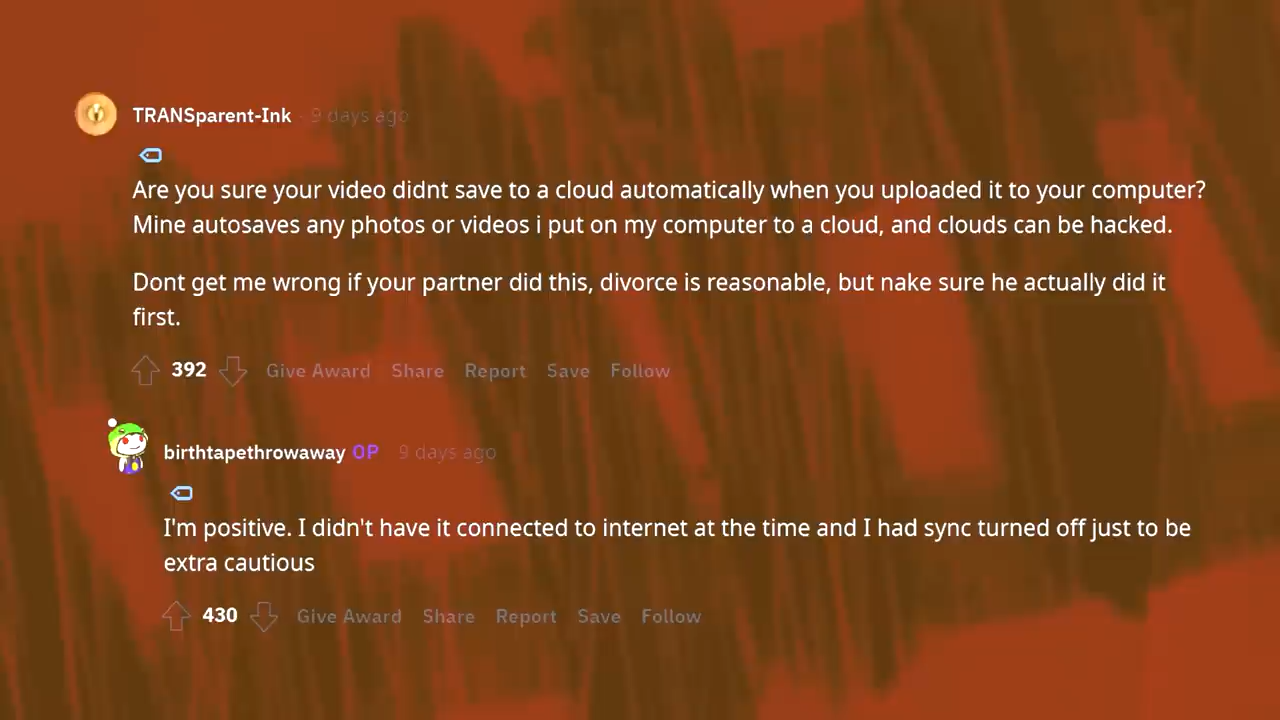 TRANSparent-Ink · 9 days ago
Are you sure your video didnt save to a cloud automatically when you uploaded it to your computer?
Mine autosaves any photos or videos i put on my computer to a cloud, and clouds can be hacked.
Dont get me wrong if your partner did this, divorce is reasonable, but nake sure he actually did it
first.
392 Give Award Share Report Save Follow
birthtapethrowaway OP 9 days ago
I'm positive. I didn't have it connected to internet at the time and I had sync turned off just to be
extra cautious
430 Give Award Share Report Save Follow